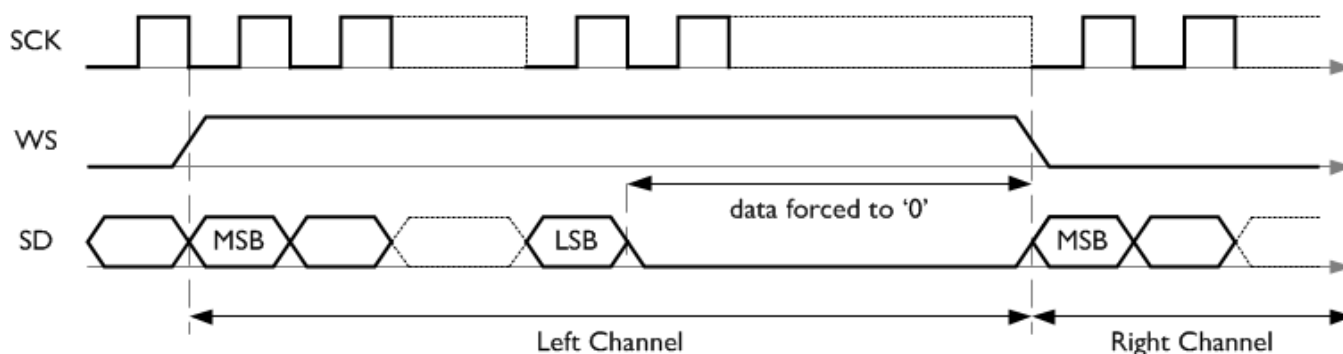 SCK
WS
data forced to ‘0’
SD
MSB
LSB
MSB
Left Channel
Right Channel